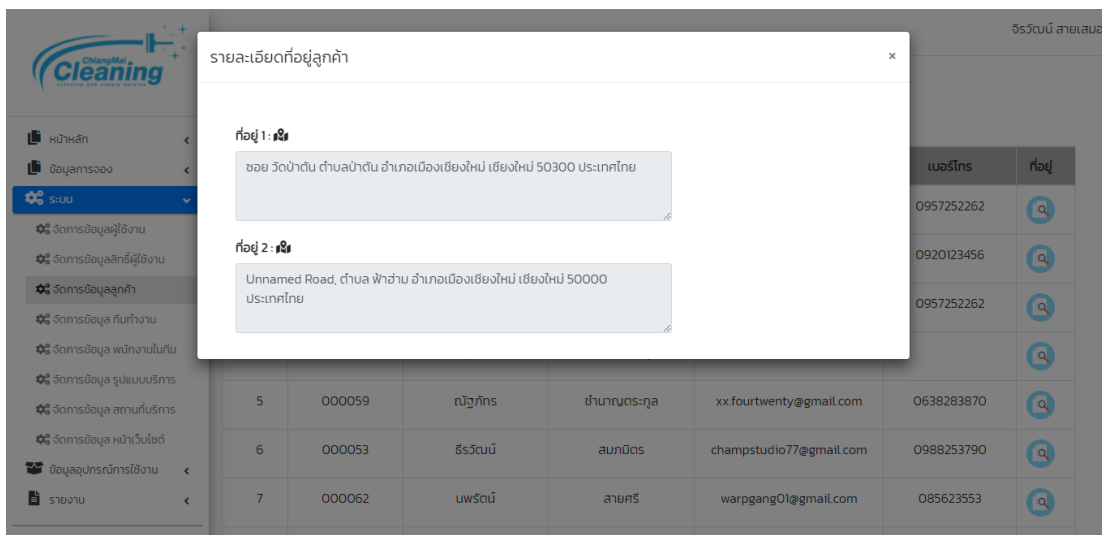 จิรวัฒน์ สายเสมอ
ChiangMai
Cleaning
cleaning and supply service
หน้าหลัก
ข้อมูลการจอง
ระบบ
จัดการข้อมูลผู้ใช้งาน
จัดการข้อมูลสิทธิ์ผู้ใช้งาน
จัดการข้อมูลลูกค้า
จัดการข้อมูล ทีมทำงาน
จัดการข้อมูล พนักงานในทีม
จัดการข้อมูล รูปแบบบริการ
จัดการข้อมูล สถานที่บริการ
จัดการข้อมูล หน้าเว็บไซต์
ข้อมูลอุปกรณ์การใช้งาน
รายงาน
รายละเอียดที่อยู่ลูกค้า ×
ที่อยู่ 1 :
ซอย วัดป่าตัน ตำบลป่าตัน อำเภอเมืองเชียงใหม่ เชียงใหม่ 50300 ประเทศไทย
ที่อยู่ 2 :
Unnamed Road, ตำบล ฟ้าฮ่าม อำเภอเมืองเชียงใหม่ เชียงใหม่ 50000
ประเทศไทย
เบอร์โทร ที่อยู่
0957252262
0920123456
0957252262
5 000059 ณัฐภัทร ชำนาญตระกูล xx.fourtwenty@gmail.com 0638283870
6 000053 ธีรวัฒน์ สมภมิตร champstudio77@gmail.com 0988253790
7 000062 นพรัตน์ สายศรี warpgang01@gmail.com 085623553